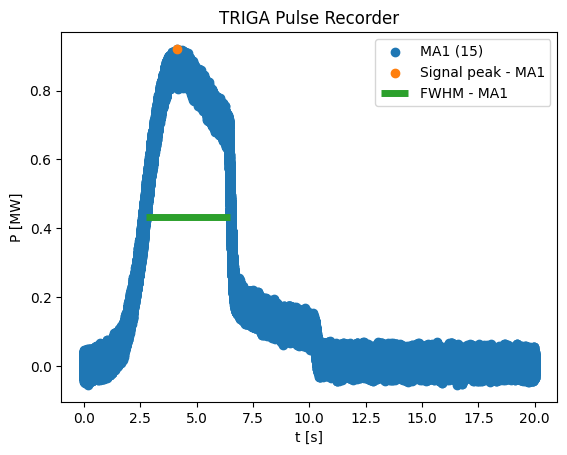 TRIGA Pulse Recorder
MA1 (15)
Signal peak - MA1
FWHM - MA1
P [MW]
0.8
0.6
0.4
0.2
0.0
0.0 2.5 5.0 7.5 10.0 12.5 15.0 17.5 20.0
t [s]